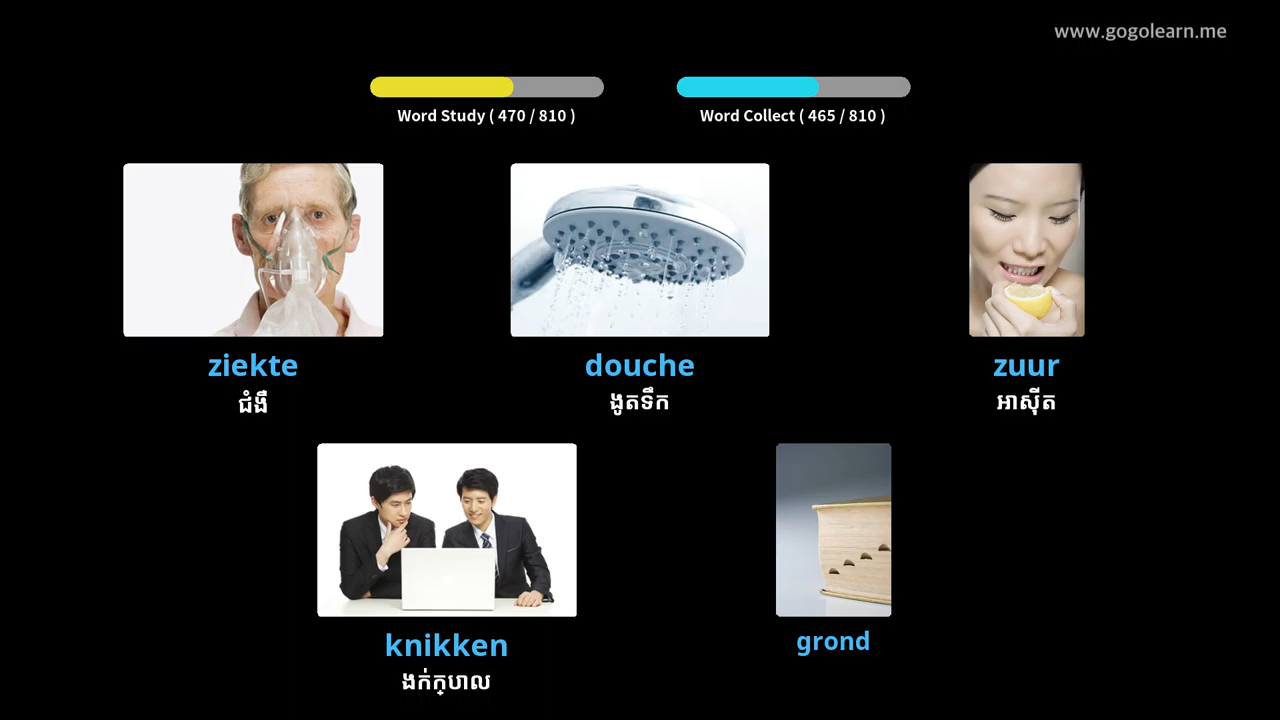 www.gogolearn.me
Word Study ( 470 / 810 )
Word Collect ( 465 / 810 )
ziekte
ជំងឺ
douche
ងូតទឹក
zuur
អាស៊ីត
knikken
ងក់ក្បាល
grond